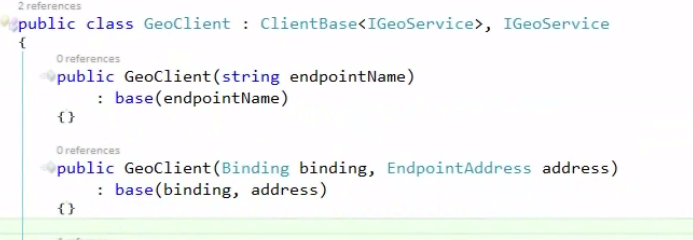 2 references
public class GeoClient : ClientBase<IGeoService>, IGeoService
{
0 references
public GeoClient(string endpointName)
: base(endpointName)
{}
0 references
public GeoClient(Binding binding, EndpointAddress address)
: base(binding, address)
{}